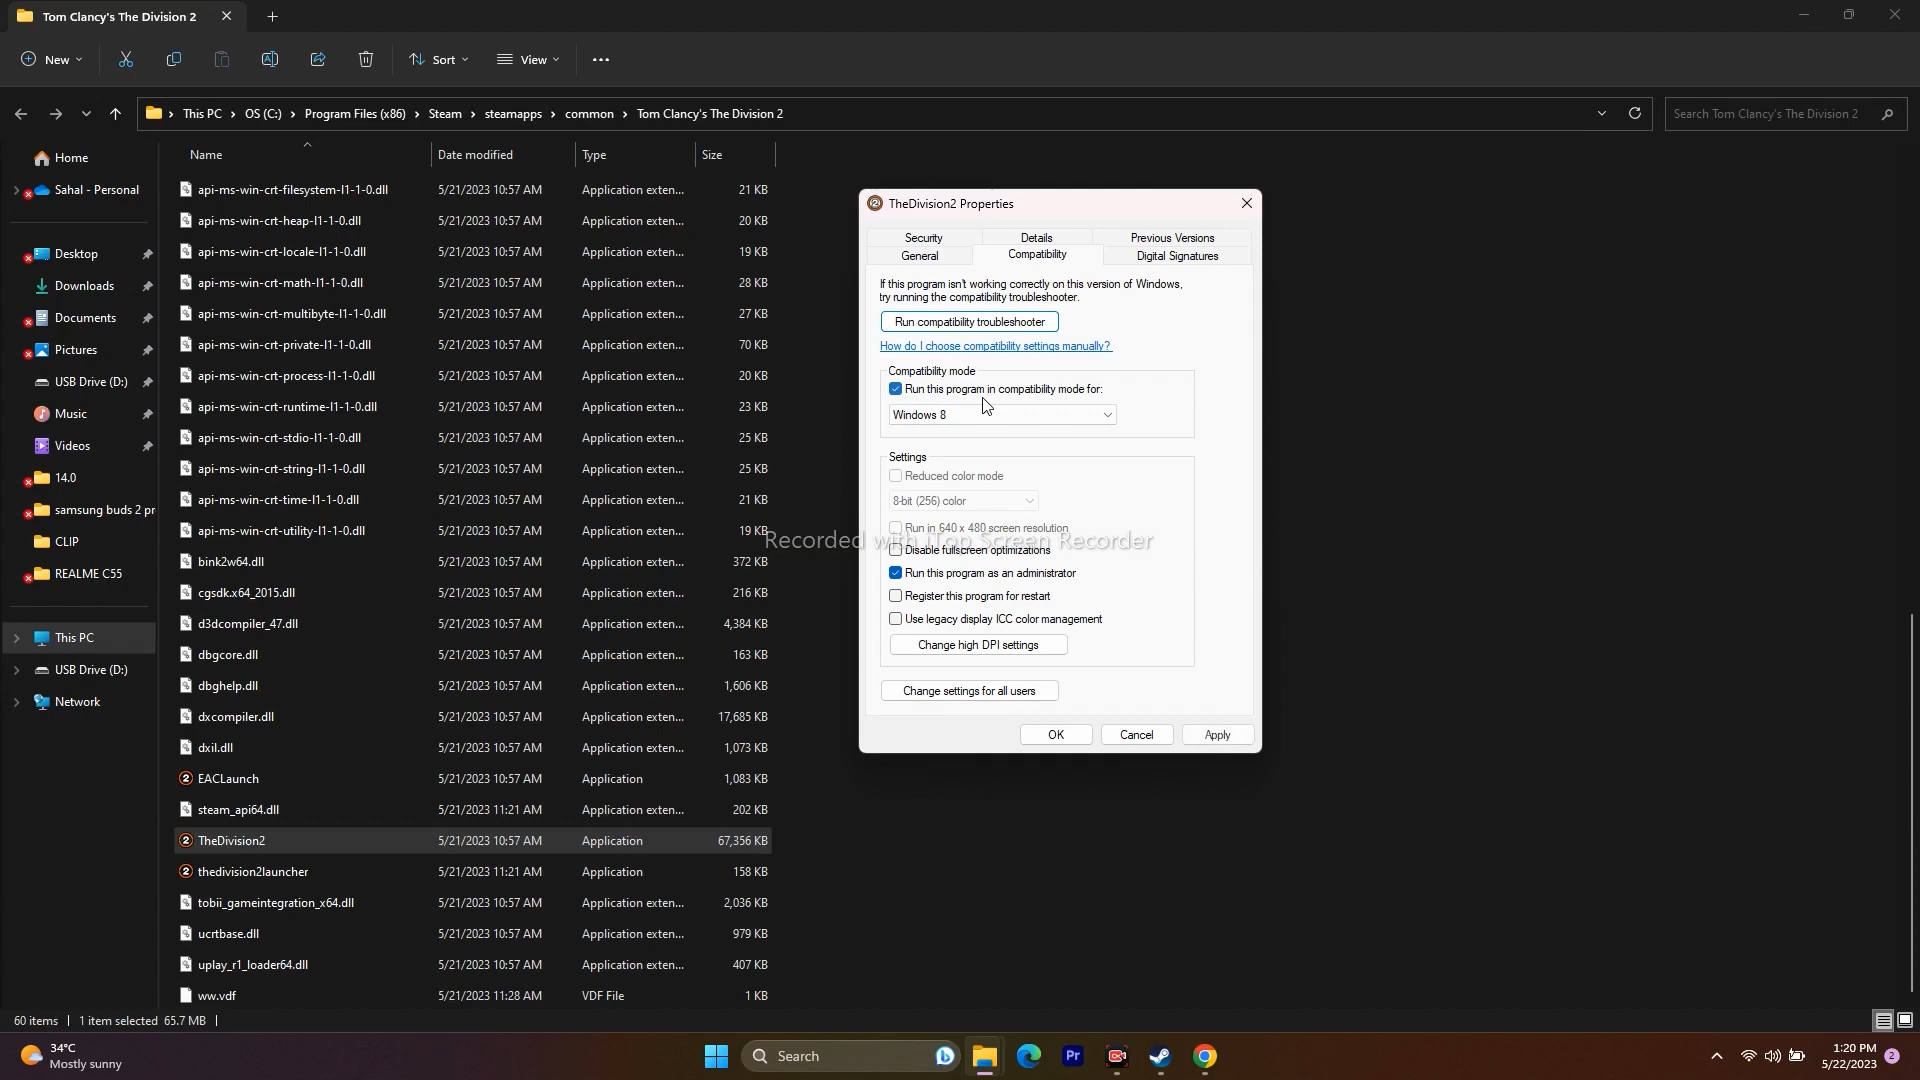 Tom Clancy's The Division 2
New
Sort
View
This PC
OS (C:)
Program Files (x86)
Steam
steamapps
common
Tom Clancy's The Division 2
Search Tom Clancy's The Division 2
Home
Sahal - Personal
Desktop
Downloads
Documents
Pictures
USB Drive (D:)
Music
Videos
14.0
samsung buds 2 pr
CLIP
REALME C55
This PC
USB Drive (D:)
Network
Name Date modified Type Size
api-ms-win-crt-filesystem-l1-1-0.dll 5/21/2023 10:57 AM Application exten... 21 KB
api-ms-win-crt-heap-l1-1-0.dll 5/21/2023 10:57 AM Application exten... 20 KB
api-ms-win-crt-locale-l1-1-0.dll 5/21/2023 10:57 AM Application exten... 19 KB
api-ms-win-crt-math-l1-1-0.dll 5/21/2023 10:57 AM Application exten... 28 KB
api-ms-win-crt-multibyte-l1-1-0.dll 5/21/2023 10:57 AM Application exten... 27 KB
api-ms-win-crt-private-l1-1-0.dll 5/21/2023 10:57 AM Application exten... 70 KB
api-ms-win-crt-process-l1-1-0.dll 5/21/2023 10:57 AM Application exten... 20 KB
api-ms-win-crt-runtime-l1-1-0.dll 5/21/2023 10:57 AM Application exten... 23 KB
api-ms-win-crt-stdio-l1-1-0.dll 5/21/2023 10:57 AM Application exten... 25 KB
api-ms-win-crt-string-l1-1-0.dll 5/21/2023 10:57 AM Application exten... 25 KB
api-ms-win-crt-time-l1-1-0.dll 5/21/2023 10:57 AM Application exten... 21 KB
api-ms-win-crt-utility-l1-1-0.dll 5/21/2023 10:57 AM Application exten... 19 KB
bink2w64.dll 5/21/2023 10:57 AM Application exten... 372 KB
cgsdk.x64_2015.dll 5/21/2023 10:57 AM Application exten... 216 KB
d3dcompiler_47.dll 5/21/2023 10:57 AM Application exten... 4,384 KB
dbgcore.dll 5/21/2023 10:57 AM Application exten... 163 KB
dbghelp.dll 5/21/2023 10:57 AM Application exten... 1,606 KB
dxcompiler.dll 5/21/2023 10:57 AM Application exten... 17,685 KB
dxil.dll 5/21/2023 10:57 AM Application exten... 1,073 KB
EACLaunch 5/21/2023 10:57 AM Application 1,083 KB
steam_api64.dll 5/21/2023 11:21 AM Application exten... 202 KB
TheDivision2 5/21/2023 10:57 AM Application 67,356 KB
thedivision2launcher 5/21/2023 11:21 AM Application 158 KB
tobii_gameintegration_x64.dll 5/21/2023 10:57 AM Application exten... 2,036 KB
ucrtbase.dll 5/21/2023 10:57 AM Application exten... 979 KB
uplay_r1_loader64.dll 5/21/2023 10:57 AM Application exten... 407 KB
ww.vdf 5/21/2023 11:28 AM VDF File 1 KB
TheDivision2 Properties
Security Details Previous Versions
General Compatibility Digital Signatures
If this program isn't working correctly on this version of Windows,
try running the compatibility troubleshooter.
Run compatibility troubleshooter
How do I choose compatibility settings manually?
Compatibility mode
Run this program in compatibility mode for:
Windows 8
Settings
Reduced color mode
8-bit (256) color
Run in 640 x 480 screen resolution
Recorded with iTop Screen Recorder
Disable fullscreen optimizations
Run this program as an administrator
Register this program for restart
Use legacy display ICC color management
Change high DPI settings
Change settings for all users
OK Cancel Apply
60 items 1 item selected 65.7 MB
34°C
Mostly sunny
Search
Pr
1:20 PM
5/22/2023
2